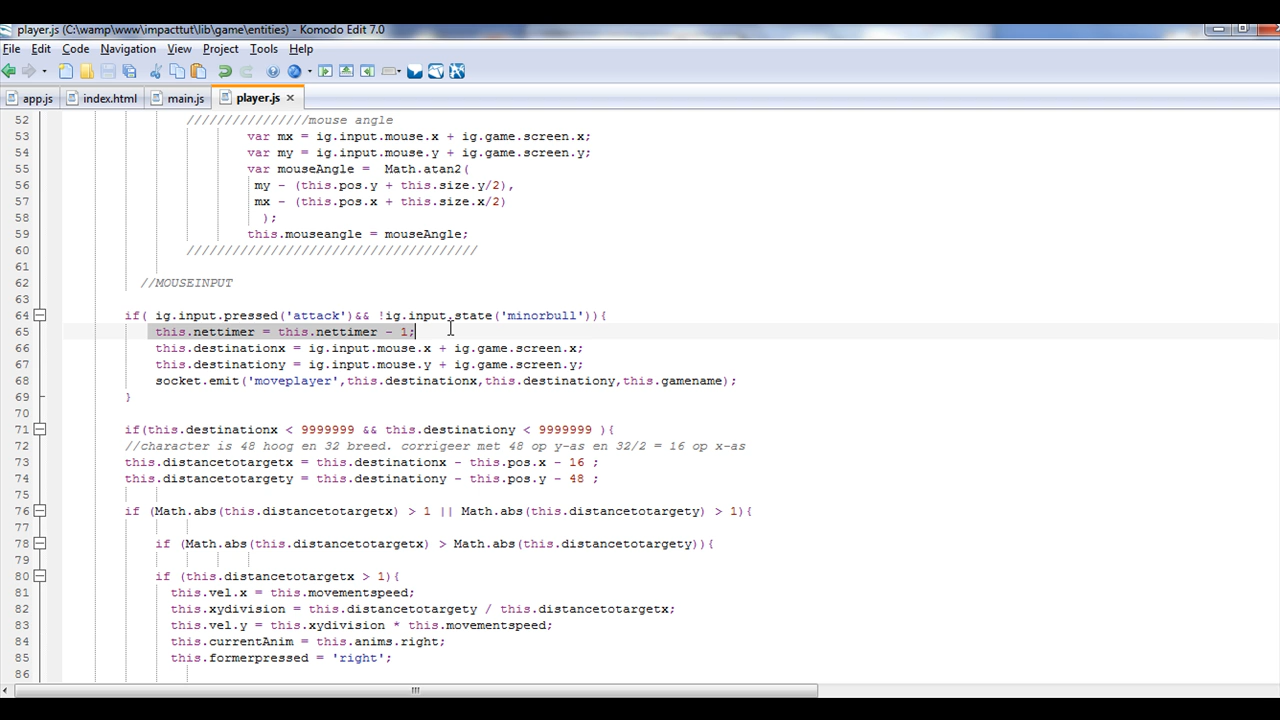 player.js (C:\wamp\www\impacttut\lib\game\entities) - Komodo Edit 7.0
File Edit Code Navigation View Project Tools Help
app.js index.html main.js player.js
52 ////////////////mouse angle
53 var mx = ig.input.mouse.x + ig.game.screen.x;
54 var my = ig.input.mouse.y + ig.game.screen.y;
55 var mouseAngle =  Math.atan2(
56 my - (this.pos.y + this.size.y/2),
57 mx - (this.pos.x + this.size.x/2)
58 );
59 this.mouseangle = mouseAngle;
60 //////////////////////////////////////
61
62 //MOUSEINPUT
63
64 if( ig.input.pressed('attack')&& !ig.input.state('minorbull')){
65 this.nettimer = this.nettimer - 1;
66 this.destinationx = ig.input.mouse.x + ig.game.screen.x;
67 this.destinationy = ig.input.mouse.y + ig.game.screen.y;
68 socket.emit('moveplayer',this.destinationx,this.destinationy,this.gamename);
69 }
70
71 if(this.destinationx < 9999999 && this.destinationy < 9999999 ){
72 //character is 48 hoog en 32 breed. corrigeer met 48 op y-as en 32/2 = 16 op x-as
73 this.distancetotargetx = this.destinationx - this.pos.x - 16 ;
74 this.distancetotargety = this.destinationy - this.pos.y - 48 ;
75
76 if (Math.abs(this.distancetotargetx) > 1 || Math.abs(this.distancetotargety) > 1){
77
78 if (Math.abs(this.distancetotargetx) > Math.abs(this.distancetotargety)){
79
80 if (this.distancetotargetx > 1){
81 this.vel.x = this.movementspeed;
82 this.xydivision = this.distancetotargety / this.distancetotargetx;
83 this.vel.y = this.xydivision * this.movementspeed;
84 this.currentAnim = this.anims.right;
85 this.formerpressed = 'right';
86